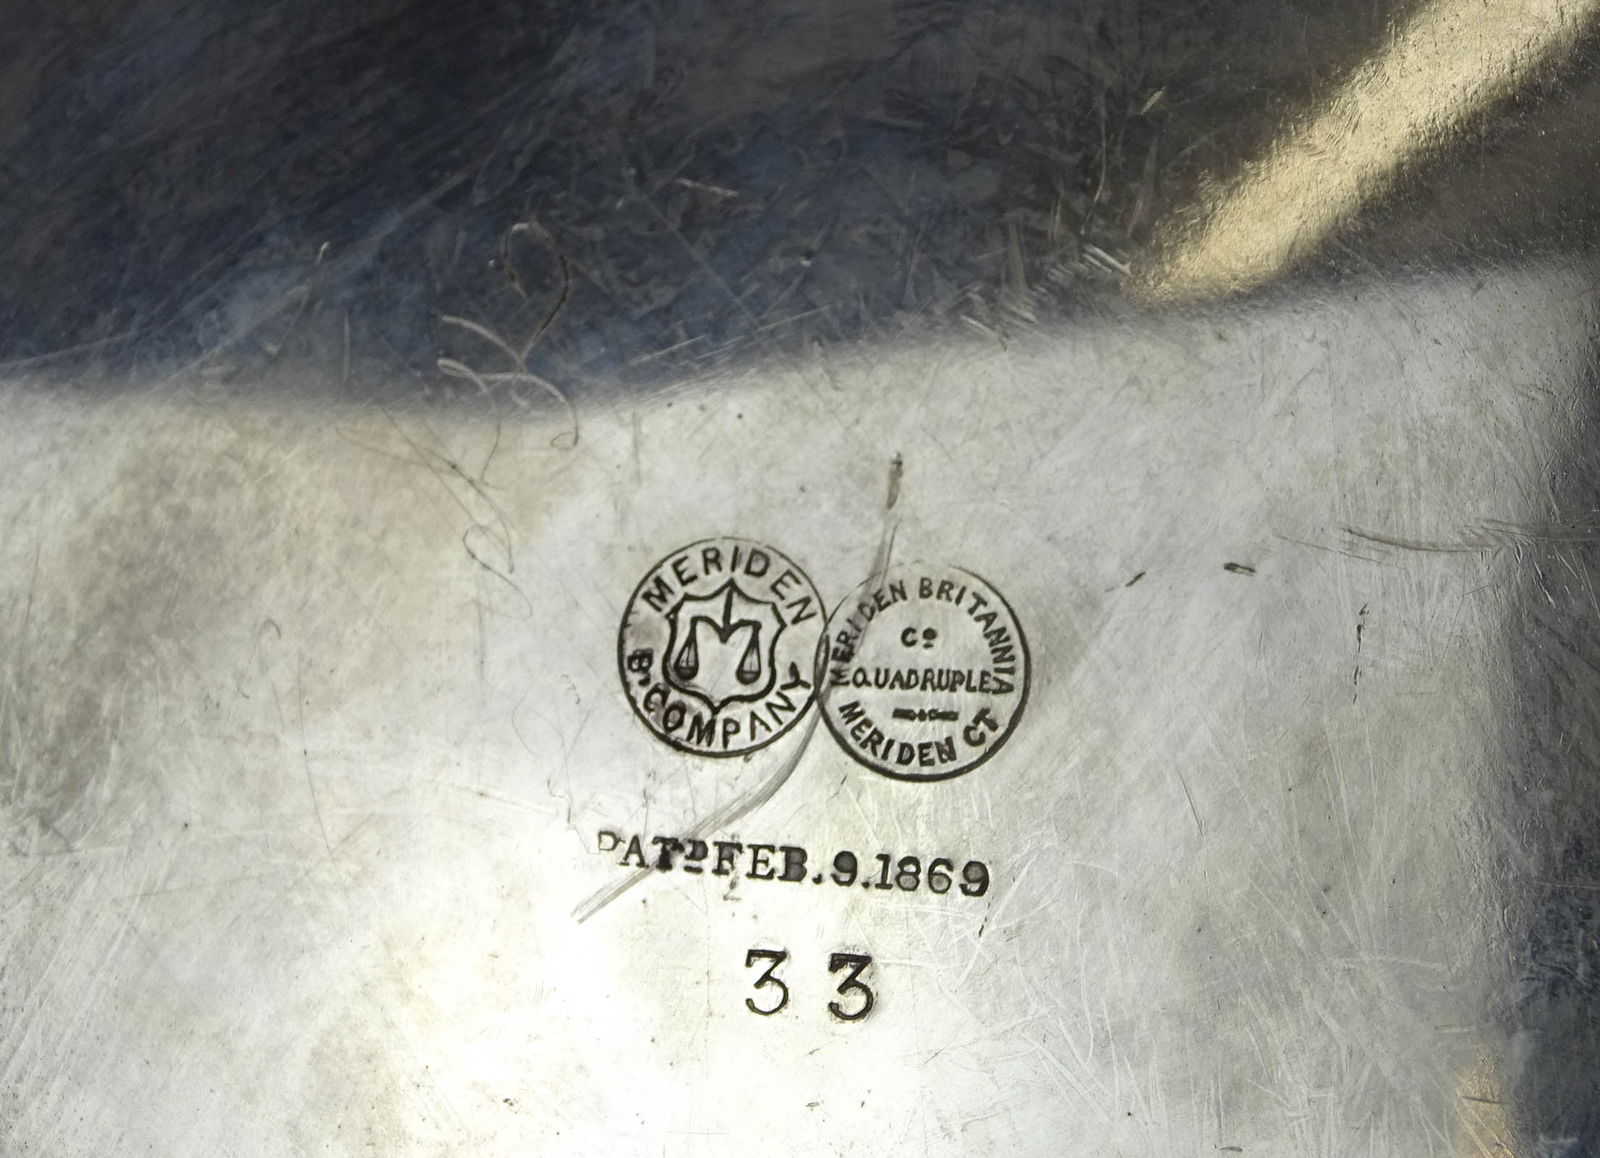 MERIDEN
B. COMPANY
MERIDEN BRITANNIA
Cº
QUADRUPLE
MERIDEN CT
PATᴰ FEB. 9. 1869
33